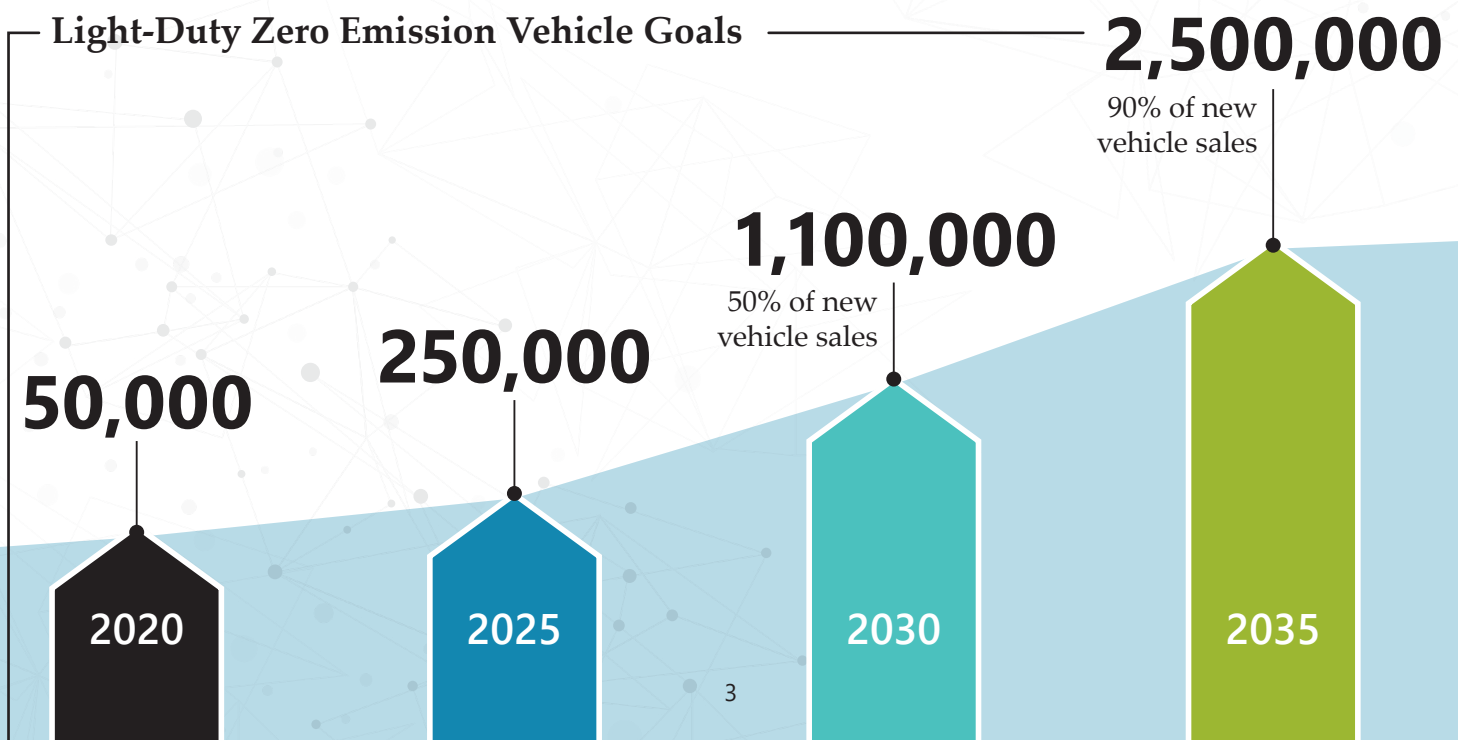 Light-Duty Zero Emission Vehicle Goals
2,500,000
90% of new
vehicle sales
1,100,000
50% of new
vehicle sales
250,000
50,000
2020
2025
2030
2035
3